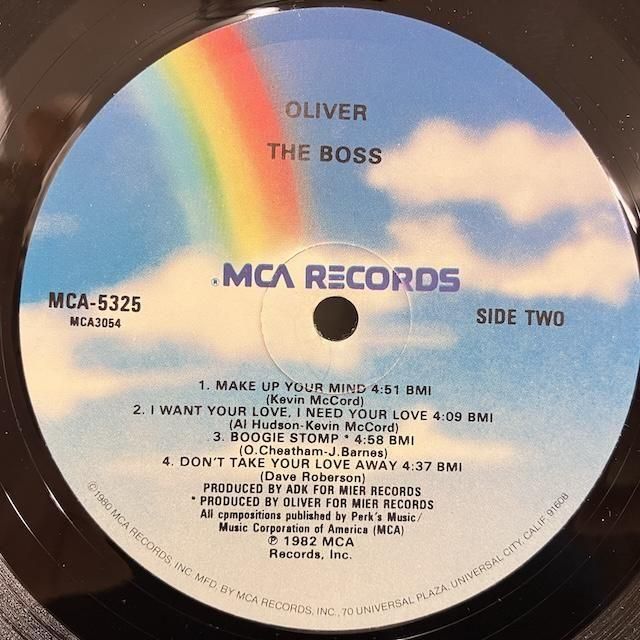 OLIVER
THE BOSS
® MCA RECORDS
MCA-5325
MCA3054
SIDE TWO
1. MAKE UP YOUR MIND 4:51 BMI
(Kevin McCord)
2. I WANT YOUR LOVE, I NEED YOUR LOVE 4:09 BMI
(Al Hudson-Kevin McCord)
3. BOOGIE STOMP * 4:58 BMI
(O.Cheatham-J.Barnes)
4. DON'T TAKE YOUR LOVE AWAY 4:37 BMI
(Dave Roberson)
PRODUCED BY ADK FOR MIER RECORDS
* PRODUCED BY OLIVER FOR MIER RECORDS
All cpmpositions published by Perk's Music/
Music Corporation of America (MCA)
℗ 1982 MCA
Records, Inc.
©1980 MCA RECORDS, INC. MFD. BY MCA RECORDS, INC., 70 UNIVERSAL PLAZA, UNIVERSAL CITY, CALIF. 91608